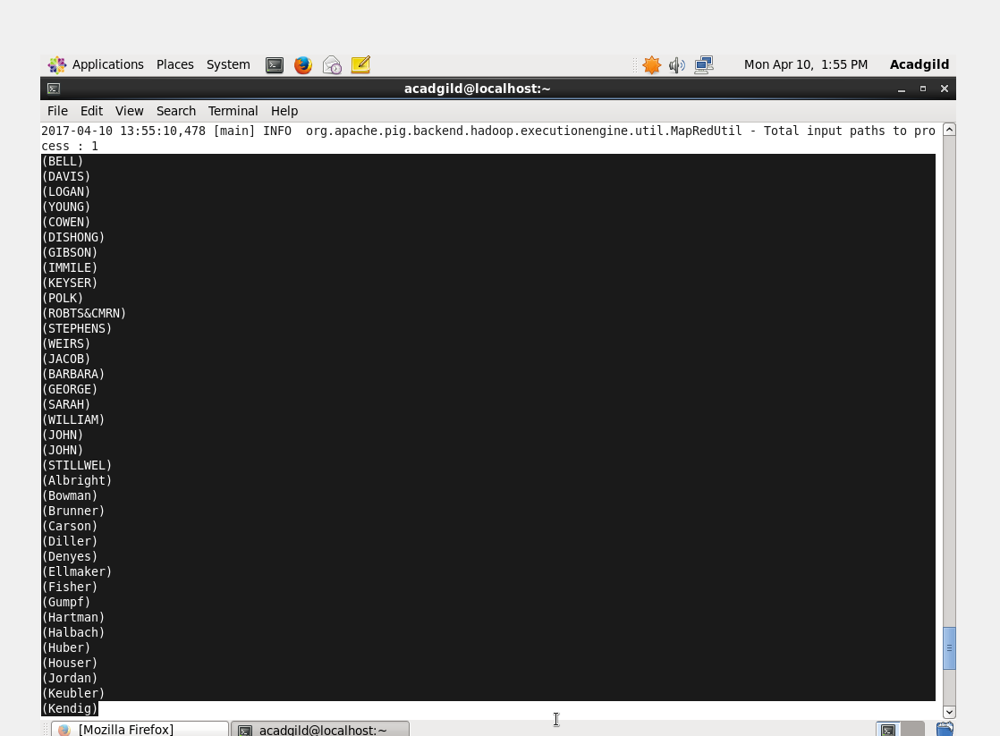 Applications Places System Mon Apr 10, 1:55 PM Acadgild
acadgild@localhost:~
File Edit View Search Terminal Help
2017-04-10 13:55:10,478 [main] INFO  org.apache.pig.backend.hadoop.executionengine.util.MapRedUtil - Total input paths to pro
cess : 1
(BELL)
(DAVIS)
(LOGAN)
(YOUNG)
(COWEN)
(DISHONG)
(GIBSON)
(IMMILE)
(KEYSER)
(POLK)
(ROBTS&CMRN)
(STEPHENS)
(WEIRS)
(JACOB)
(BARBARA)
(GEORGE)
(SARAH)
(WILLIAM)
(JOHN)
(JOHN)
(STILLWEL)
(Albright)
(Bowman)
(Brunner)
(Carson)
(Diller)
(Denyes)
(Ellmaker)
(Fisher)
(Gumpf)
(Hartman)
(Halbach)
(Huber)
(Houser)
(Jordan)
(Keubler)
(Kendig)
[Mozilla Firefox] acadgild@localhost:~